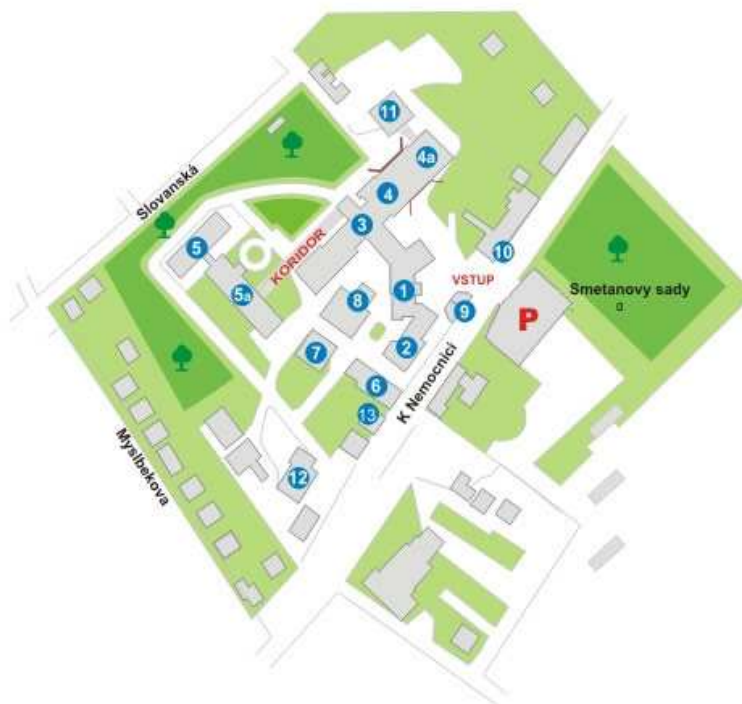 11
4a
4
Slovanská
3
5
KORIDOR
10
5a
1
VSTUP
Smetanovy sady
8
9
P
7
2
6
K Nemocnici
13
Myslbekova
12